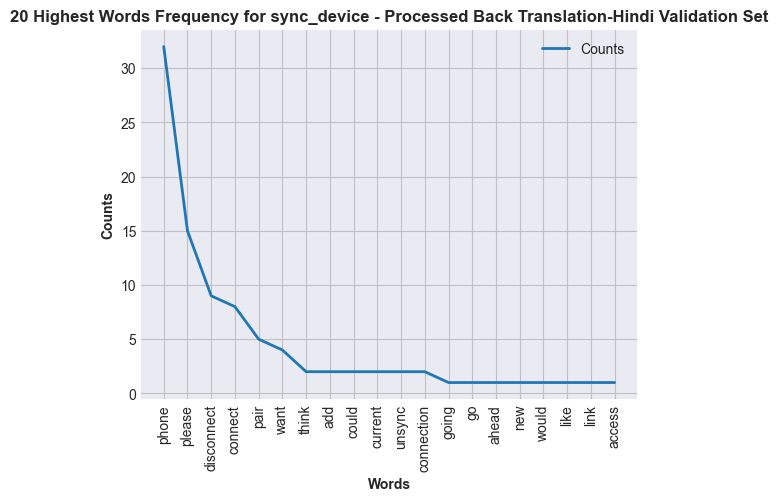 20 Highest Words Frequency for sync_device - Processed Back Translation-Hindi Validation Set
Counts
30
25
20
15
10
5
0
Counts
phone
please
disconnect
connect
pair
want
think
add
could
current
unsync
connection
going
go
ahead
new
would
like
link
access
Words